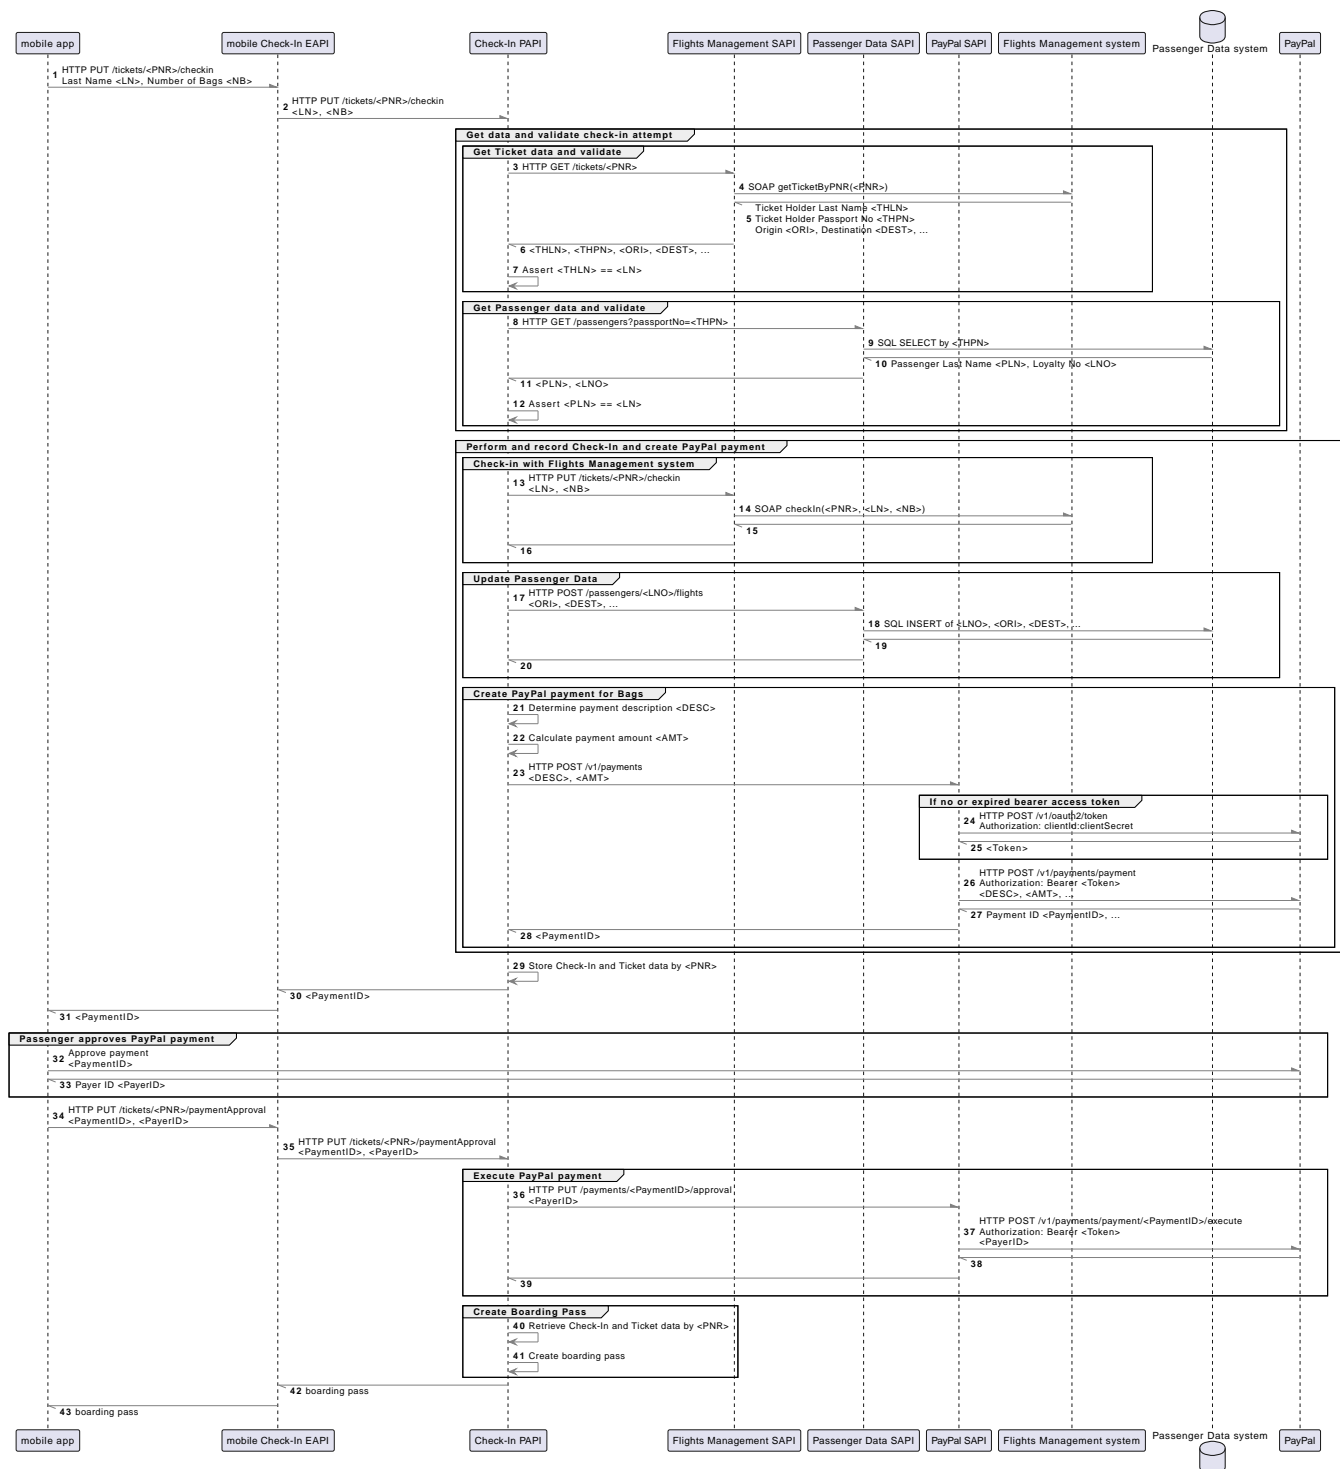 mobile app
mobile Check-In EAPI
Check-In PAPI
Flights Management SAPI
Passenger Data SAPI
PayPal SAPI
Flights Management system
Passenger Data system
PayPal
1 HTTP PUT /tickets/<PNR>/checkin
Last Name <LN>, Number of Bags <NB>
2 HTTP PUT /tickets/<PNR>/checkin
<LN>, <NB>
Get data and validate check-in attempt
Get Ticket data and validate
3 HTTP GET /tickets/<PNR>
4 SOAP getTicketByPNR(<PNR>)
Ticket Holder Last Name <THLN>
5 Ticket Holder Passport No <THPN>
Origin <ORI>, Destination <DEST>, ...
6 <THLN>, <THPN>, <ORI>, <DEST>, ...
7 Assert <THLN> == <LN>
Get Passenger data and validate
8 HTTP GET /passengers?passportNo=<THPN>
9 SQL SELECT by <THPN>
10 Passenger Last Name <PLN>, Loyalty No <LNO>
11 <PLN>, <LNO>
12 Assert <PLN> == <LN>
Perform and record Check-In and create PayPal payment
Check-in with Flights Management system
13 HTTP PUT /tickets/<PNR>/checkin
<LN>, <NB>
14 SOAP checkIn(<PNR>, <LN>, <NB>)
15
16
Update Passenger Data
17 HTTP POST /passengers/<LNO>/flights
<ORI>, <DEST>, ...
18 SQL INSERT of <LNO>, <ORI>, <DEST>, ...
19
20
Create PayPal payment for Bags
21 Determine payment description <DESC>
22 Calculate payment amount <AMT>
23 HTTP POST /v1/payments
<DESC>, <AMT>
If no or expired bearer access token
24 HTTP POST /v1/oauth2/token
Authorization: clientId:clientSecret
25 <Token>
HTTP POST /v1/payments/payment
26 Authorization: Bearer <Token>
<DESC>, <AMT>, ...
27 Payment ID <PaymentID>, ...
28 <PaymentID>
29 Store Check-In and Ticket data by <PNR>
30 <PaymentID>
31 <PaymentID>
Passenger approves PayPal payment
32 Approve payment
<PaymentID>
33 Payer ID <PayerID>
34 HTTP PUT /tickets/<PNR>/paymentApproval
<PaymentID>, <PayerID>
35 HTTP PUT /tickets/<PNR>/paymentApproval
<PaymentID>, <PayerID>
Execute PayPal payment
36 HTTP PUT /payments/<PaymentID>/approval
<PayerID>
HTTP POST /v1/payments/payment/<PaymentID>/execute
37 Authorization: Bearer <Token>
<PayerID>
38
39
Create Boarding Pass
40 Retrieve Check-In and Ticket data by <PNR>
41 Create boarding pass
42 boarding pass
43 boarding pass
mobile app
mobile Check-In EAPI
Check-In PAPI
Flights Management SAPI
Passenger Data SAPI
PayPal SAPI
Flights Management system
Passenger Data system
PayPal